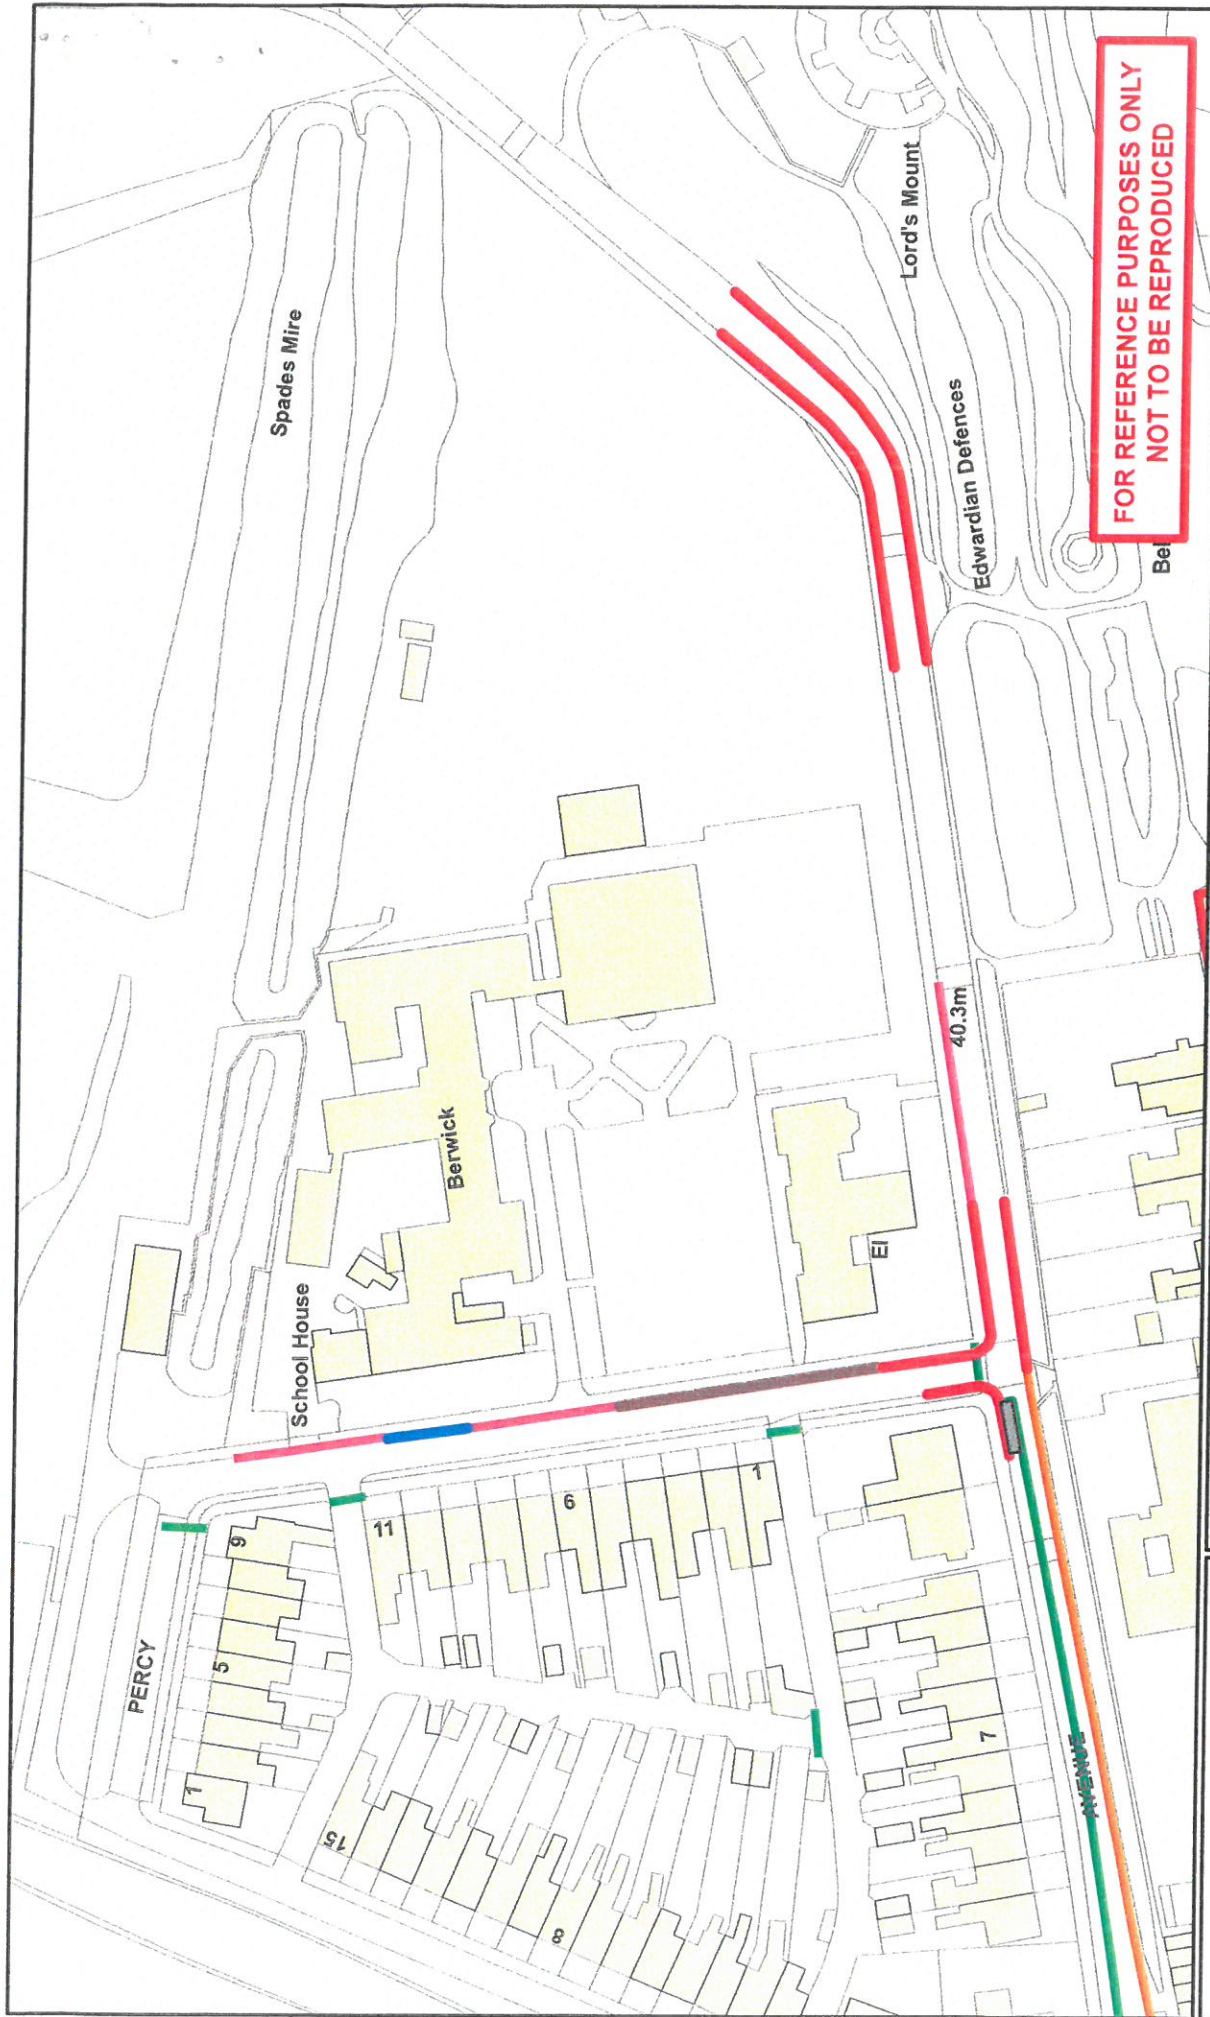 Spades Mire
Lord's Mount
FOR REFERENCE PURPOSES ONLY
NOT TO BE REPRODUCED
Edwardian Defences
Bel
Berwick
40.3m
El
School House
PERCY
9
5
1
11
6
1
15
8
7
AVENUE